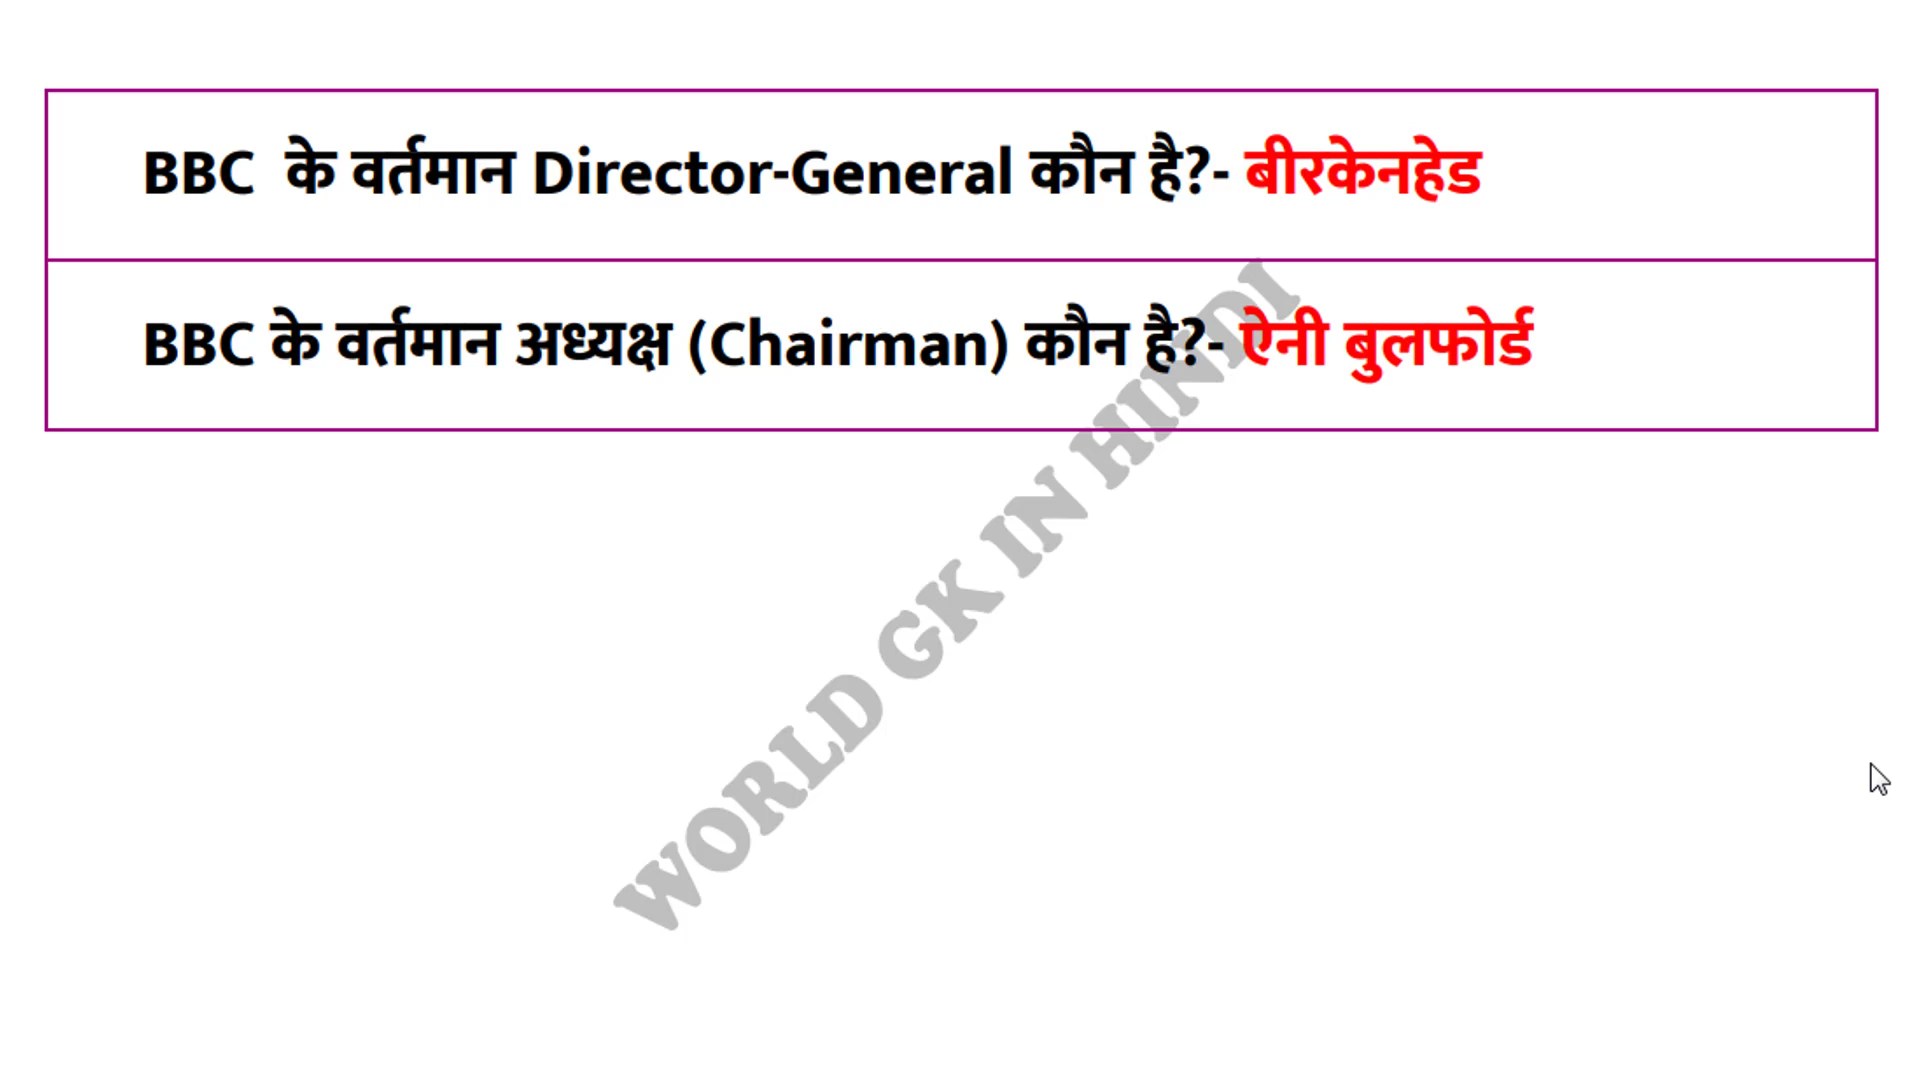 BBC के वर्तमान Director-General कौन है?- बीरकेनहेड
BBC के वर्तमान अध्यक्ष (Chairman) कौन है?- ऐनी बुलफोर्ड
WORLD GK IN HINDI